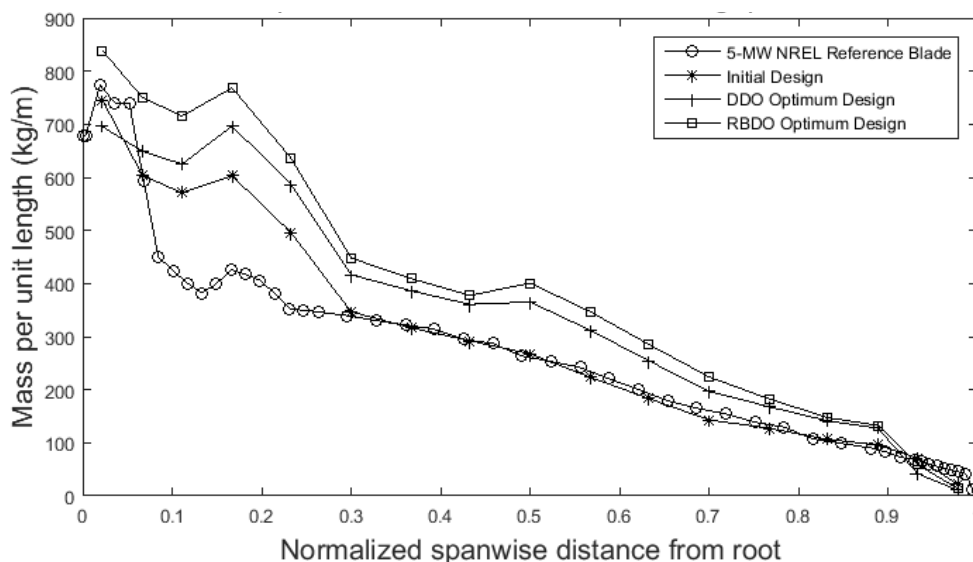 900
800
700
600
500
400
300
200
100
0
Mass per unit length (kg/m)
5-MW NREL Reference Blade
Initial Design
DDO Optimum Design
RBDO Optimum Design
0 0.1 0.2 0.3 0.4 0.5 0.6 0.7 0.8 0.9
Normalized spanwise distance from root